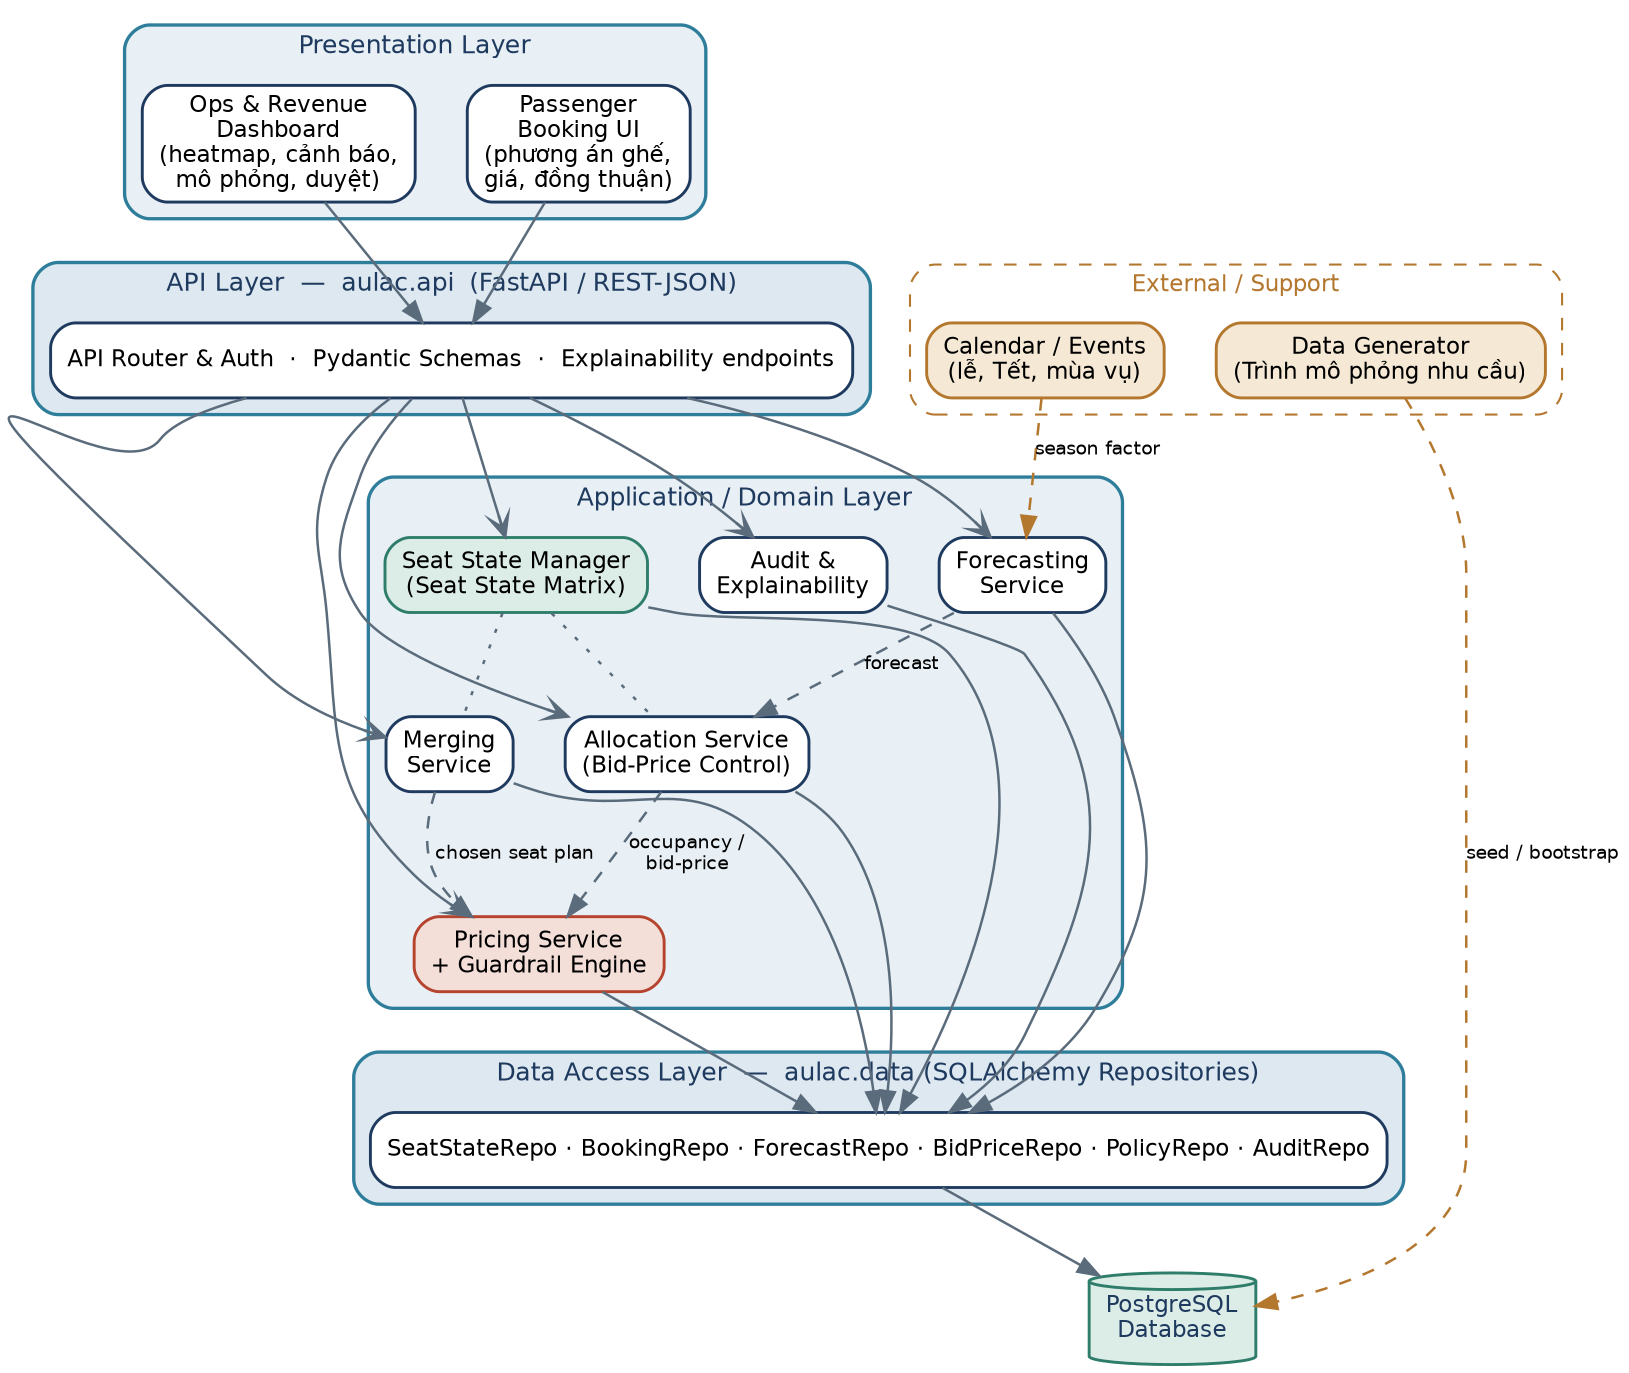 Presentation Layer
Ops & Revenue
Dashboard
(heatmap, cảnh báo,
mô phỏng, duyệt)
Passenger
Booking UI
(phương án ghế,
giá, đồng thuận)
API Layer  —  aulac.api  (FastAPI / REST-JSON)
API Router & Auth  ·  Pydantic Schemas  ·  Explainability endpoints
External / Support
Calendar / Events
(lễ, Tết, mùa vụ)
Data Generator
(Trình mô phỏng nhu cầu)
season factor
Application / Domain Layer
Seat State Manager
(Seat State Matrix)
Audit &
Explainability
Forecasting
Service
forecast
Merging
Service
Allocation Service
(Bid-Price Control)
chosen seat plan
occupancy /
bid-price
seed / bootstrap
Pricing Service
+ Guardrail Engine
Data Access Layer  —  aulac.data (SQLAlchemy Repositories)
SeatStateRepo · BookingRepo · ForecastRepo · BidPriceRepo · PolicyRepo · AuditRepo
PostgreSQL
Database